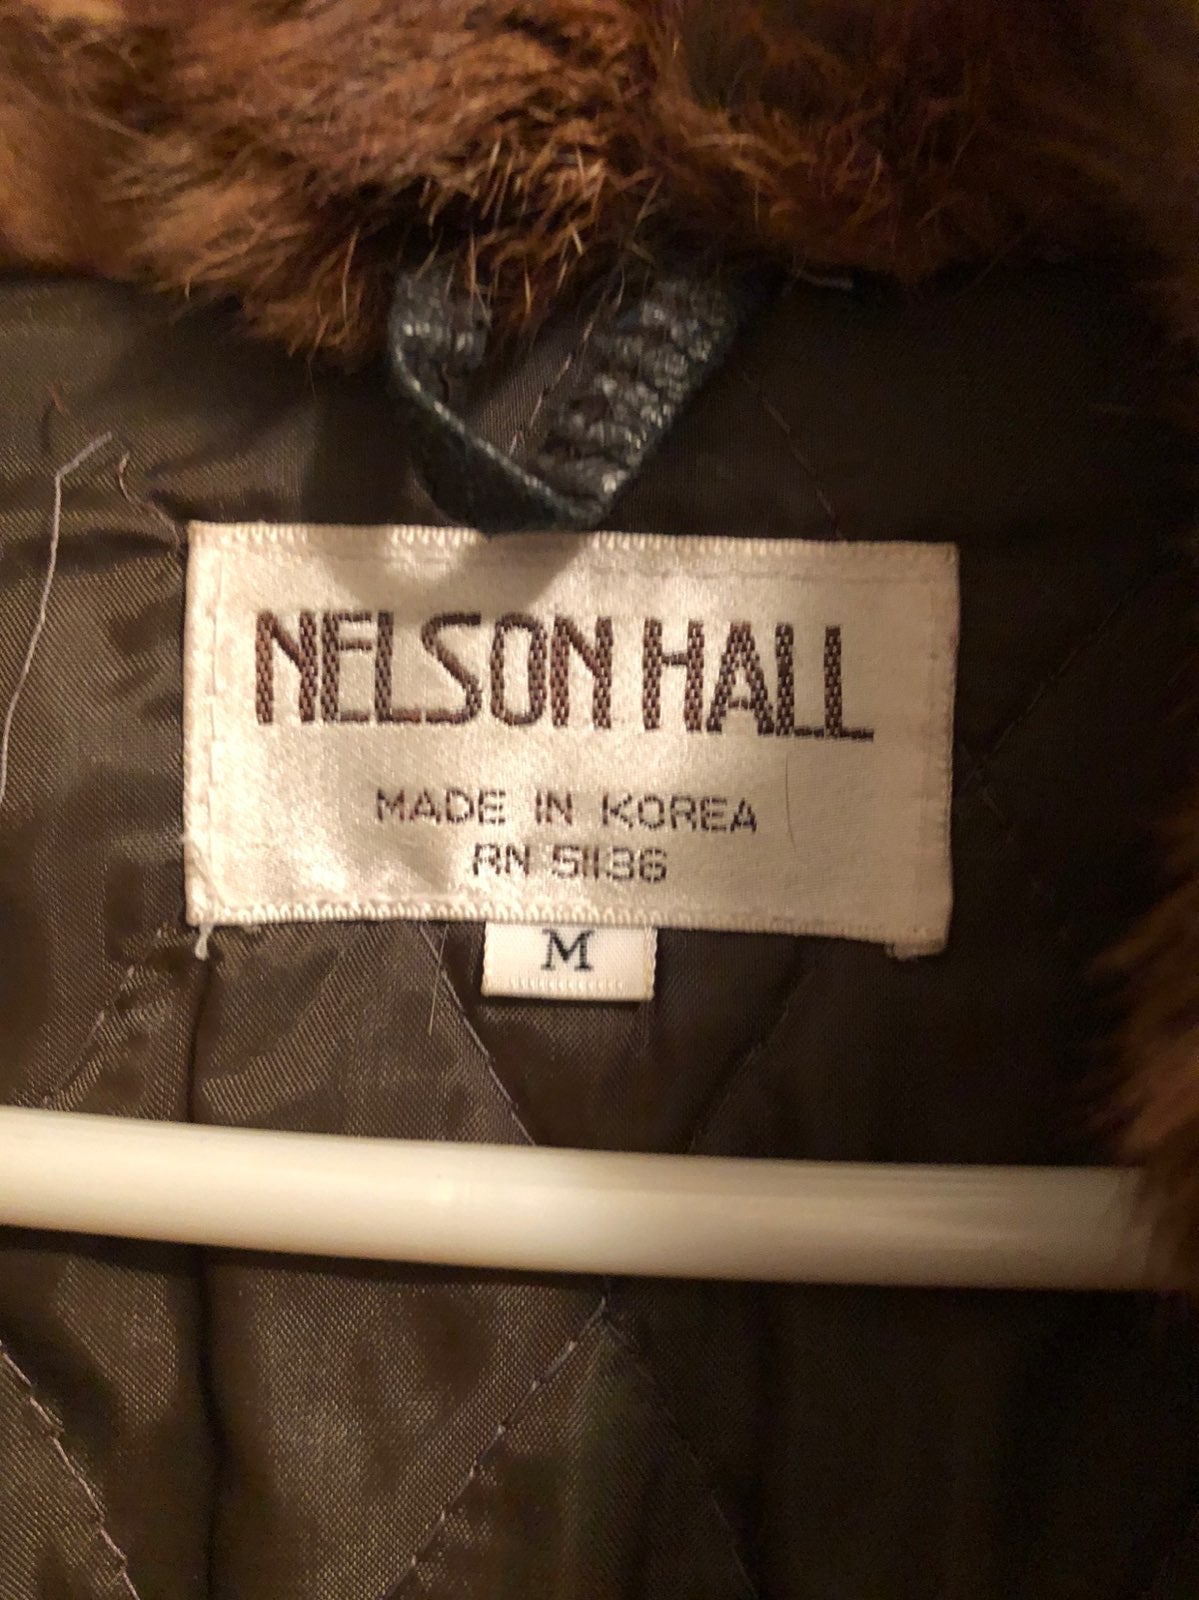 NELSON HALL
MADE IN KOREA
RN 51136
M